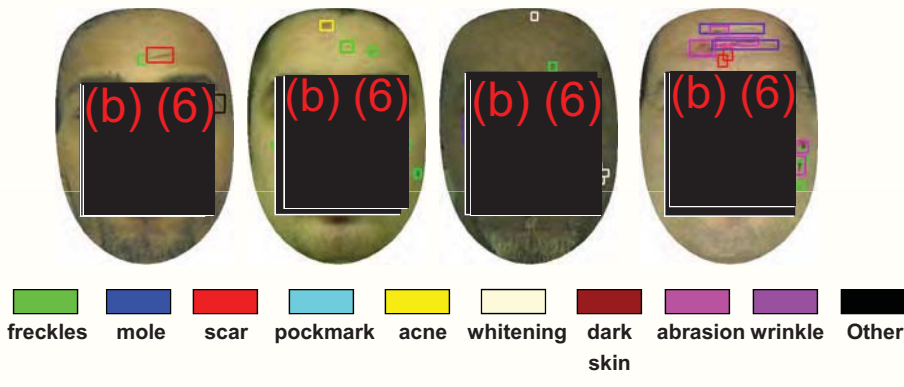 (b) (6) (b) (6) (b) (6) (b) (6)
freckles mole scar pockmark acne whitening dark skin abrasion wrinkle Other